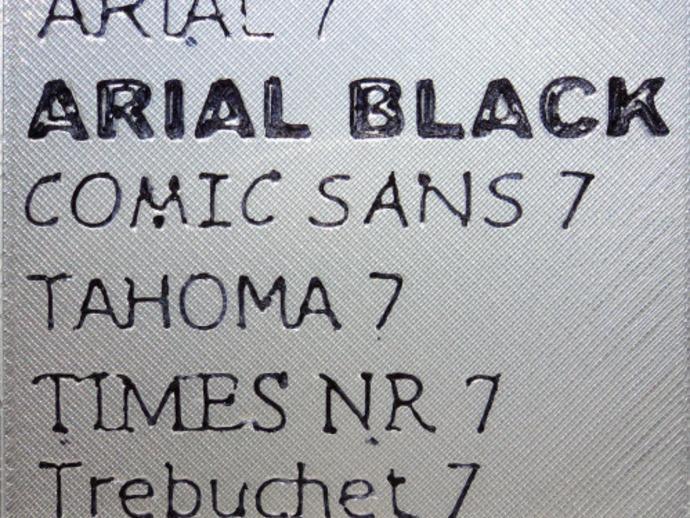 ARIAL 7
ARIAL BLACK
COMIC SANS 7
TAHOMA 7
TIMES NR 7
Trebuchet 7